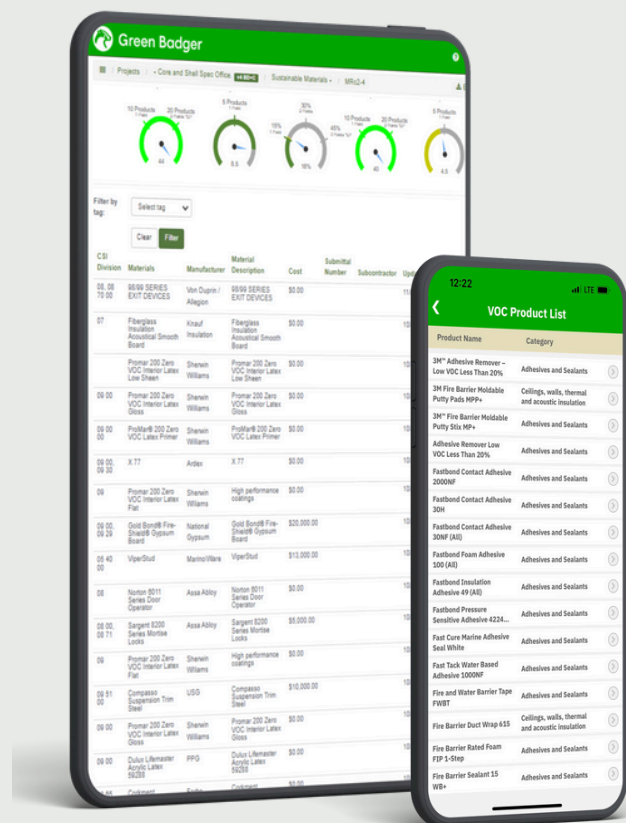 Green Badger
Projects
Core and Shell Spec Office
Sustainable Materials
MRc2-4
10 Products
20 Products
44
5 Products
5.5
30%
15%
45%
16%
10 Products
20 Products
40
5 Products
4.5
Filter by
tag:
Select tag
Clear
Filter
CSI
Division
Materials
Manufacturer
Material
Description
Cost
Submittal
Number
Subcontractor
08, 08
70 00
98/99 SERIES
EXIT DEVICES
Von Duprin /
Allegion
98/99 SERIES
EXIT DEVICES
$0.00
07
Fiberglass
Insulation
Acoustical Smooth
Board
Knauf
Insulation
Fiberglass
Insulation
Acoustical Smooth
Board
$0.00
Promar 200 Zero
VOC Interior Latex
Low Sheen
Sherwin
Williams
Promar 200 Zero
VOC Interior Latex
Low Sheen
$0.00
09 00
Promar 200 Zero
VOC Interior Latex
Gloss
Sherwin
Williams
Promar 200 Zero
VOC Interior Latex
Gloss
$0.00
09 00
00
ProMar® 200 Zero
VOC Latex Primer
Sherwin
Williams
ProMar® 200 Zero
VOC Latex Primer
$0.00
09 00,
09 30
X 77
Ardex
X 77
$0.00
09
Promar 200 Zero
VOC Interior Latex
Flat
Sherwin
Williams
High performance
coatings
$0.00
09 00,
09 29
Gold Bond® Fire-
Shield® Gypsum
Board
National
Gypsum
Gold Bond® Fire-
Shield® Gypsum
Board
$20,000.00
05 40
00
ViperStud
MarinoWare
ViperStud
$13,000.00
08
Norton 6011
Series Door
Operator
Assa Abloy
Norton 6011
Series Door
Operator
$0.00
08 00,
08 71
Sargent 8200
Series Mortise
Locks
Assa Abloy
Sargent 8200
Series Mortise
Locks
$5,000.00
09
Promar 200 Zero
VOC Interior Latex
Flat
Sherwin
Williams
High performance
coatings
$0.00
09 51
00
Compasso
Suspension Trim
Steel
USG
Compasso
Suspension Trim
Steel
$10,000.00
09 00
Promar 200 Zero
VOC Interior Latex
Gloss
Sherwin
Williams
Promar 200 Zero
VOC Interior Latex
Gloss
$0.00
09 00
Dulux Lifemaster
Acrylic Latex
59288
PPG
Dulux Lifemaster
Acrylic Latex
59288
$0.00
12:22
LTE
VOC Product List
Product Name
Category
3M™ Adhesive Remover –
Low VOC Less Than 20%
Adhesives and Sealants
3M Fire Barrier Moldable
Putty Pads MPP+
Ceilings, walls, thermal
and acoustic insulation
3M™ Fire Barrier Moldable
Putty Stix MP+
Adhesives and Sealants
Adhesive Remover Low
VOC Less Than 20%
Adhesives and Sealants
Fastbond Contact Adhesive
2000NF
Adhesives and Sealants
Fastbond Contact Adhesive
30H
Adhesives and Sealants
Fastbond Contact Adhesive
30NF (All)
Adhesives and Sealants
Fastbond Foam Adhesive
100 (All)
Adhesives and Sealants
Fastbond Insulation
Adhesive 49 (All)
Adhesives and Sealants
Fastbond Pressure
Sensitive Adhesive 4224...
Adhesives and Sealants
Fast Cure Marine Adhesive
Seal White
Adhesives and Sealants
Fast Tack Water Based
Adhesive 1000NF
Adhesives and Sealants
Fire and Water Barrier Tape
FWBT
Adhesives and Sealants
Fire Barrier Duct Wrap 615
Ceilings, walls, thermal
and acoustic insulation
Fire Barrier Rated Foam
FIP 1-Step
Adhesives and Sealants
Fire Barrier Sealant 15
WB+
Adhesives and Sealants